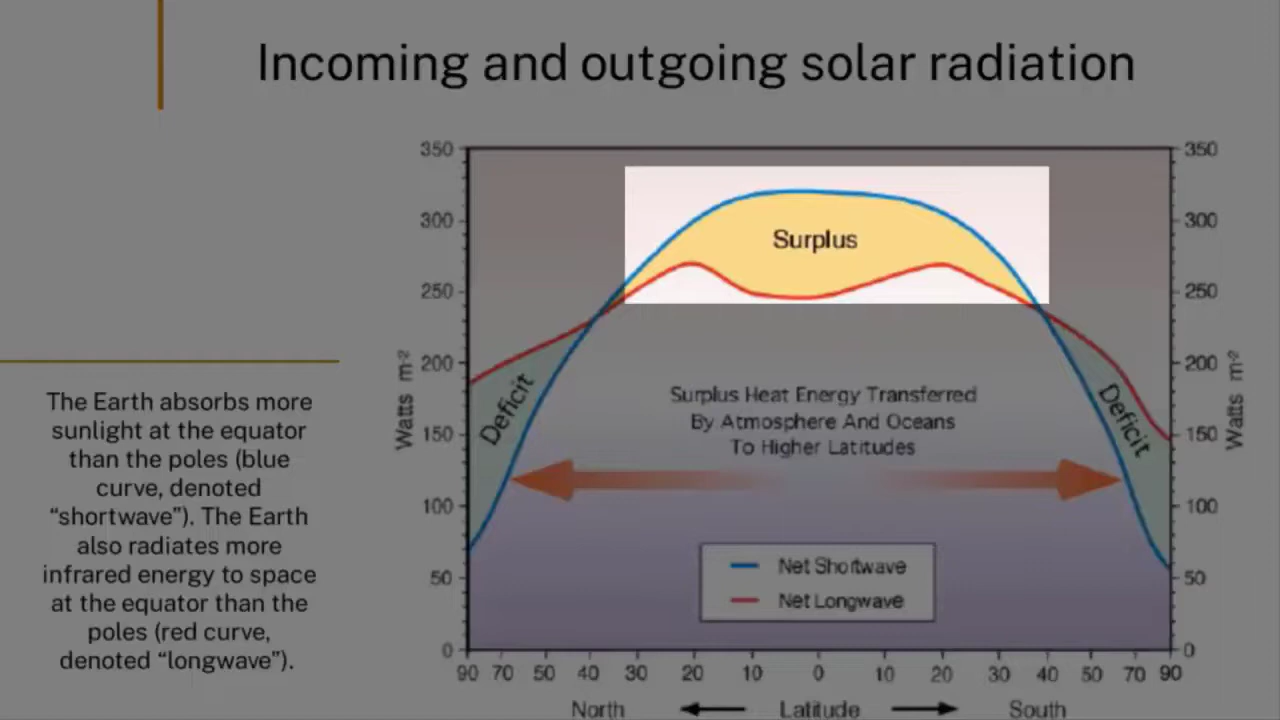 Incoming and outgoing solar radiation
The Earth absorbs more
sunlight at the equator
than the poles (blue
curve, denoted
“shortwave”). The Earth
also radiates more
infrared energy to space
at the equator than the
poles (red curve,
denoted “longwave”).
350 350
300 300
Surplus
250 250
200 200
Watts m-2
Watts m-2
Deficit
Deficit
Surplus Heat Energy Transferred
By Atmosphere And Oceans
To Higher Latitudes
150 150
100 100
Net Shortwave
Net Longwave
50 50
0 0
90 70 50 40 30 20 10 0 10 20 30 40 50 70 90
North Latitude South